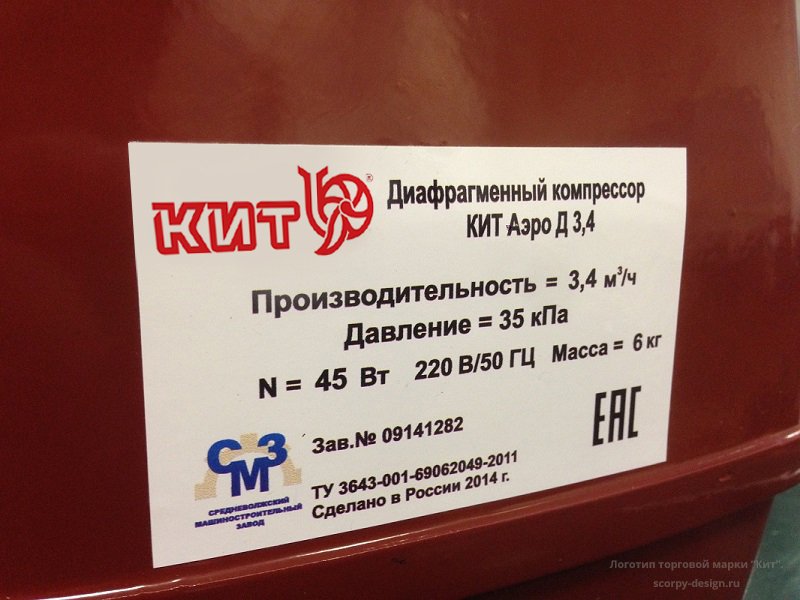 КИТ ®
Диафрагменный компрессор
КИТ Аэро Д 3,4
Производительность = 3,4 м³/ч
Давление = 35 кПа
N = 45 Вт 220 В/50 ГЦ Масса = 6 кг
ЕАС
СМЗ
СРЕДНЕВОЛЖСКИЙ
МАШИНОСТРОИТЕЛЬНЫЙ
ЗАВОД
Зав.№ 09141282
ТУ 3643-001-69062049-2011
Сделано в России 2014 г.
Логотип торговой марки "Кит".
scorpy-design.ru